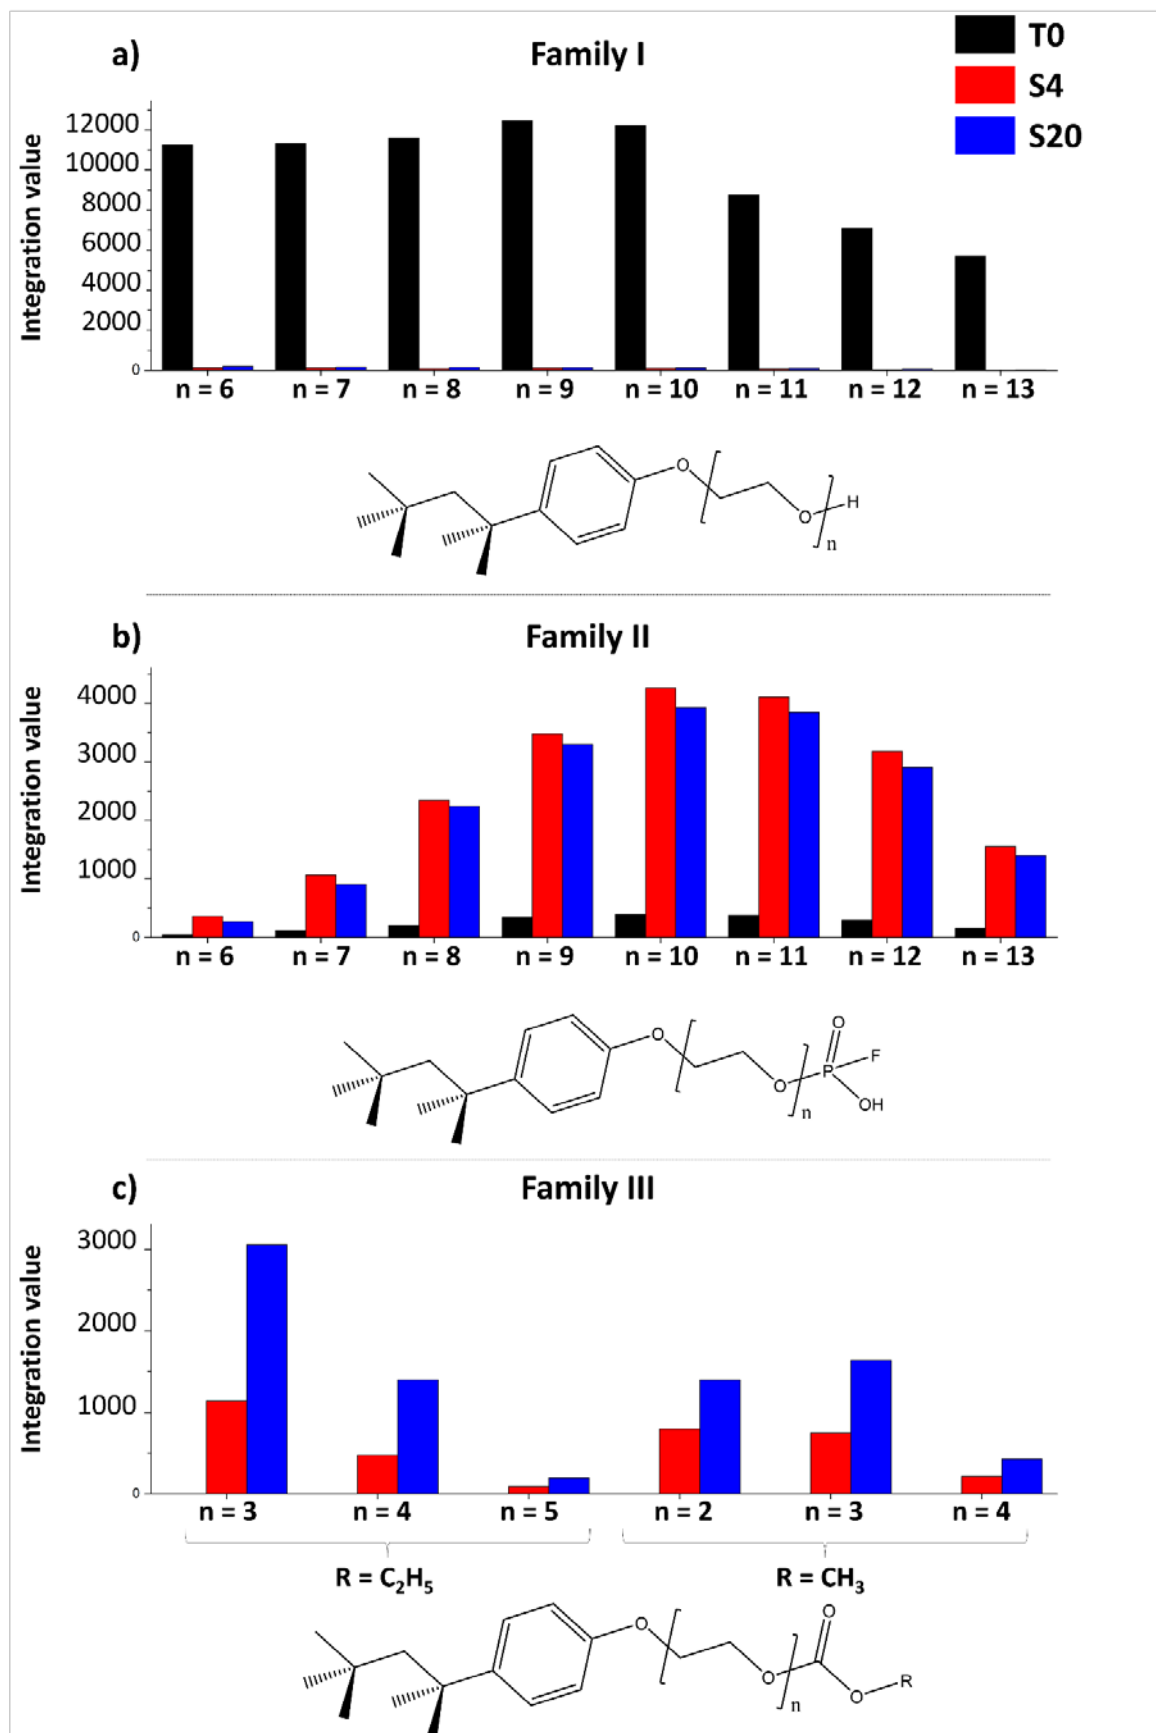 a)
Family I
T0
S4
S20
Integration value
12000
10000
8000
6000
4000
2000
0
n = 6 n = 7 n = 8 n = 9 n = 10 n = 11 n = 12 n = 13
O
O
H
n
b)
Family II
Integration value
4000
3000
2000
1000
0
n = 6 n = 7 n = 8 n = 9 n = 10 n = 11 n = 12 n = 13
O
O
O
P
F
OH
n
c)
Family III
Integration value
3000
2000
1000
0
n = 3 n = 4 n = 5 n = 2 n = 3 n = 4
R = C₂H₅ R = CH₃
O
O
O
O
R
n